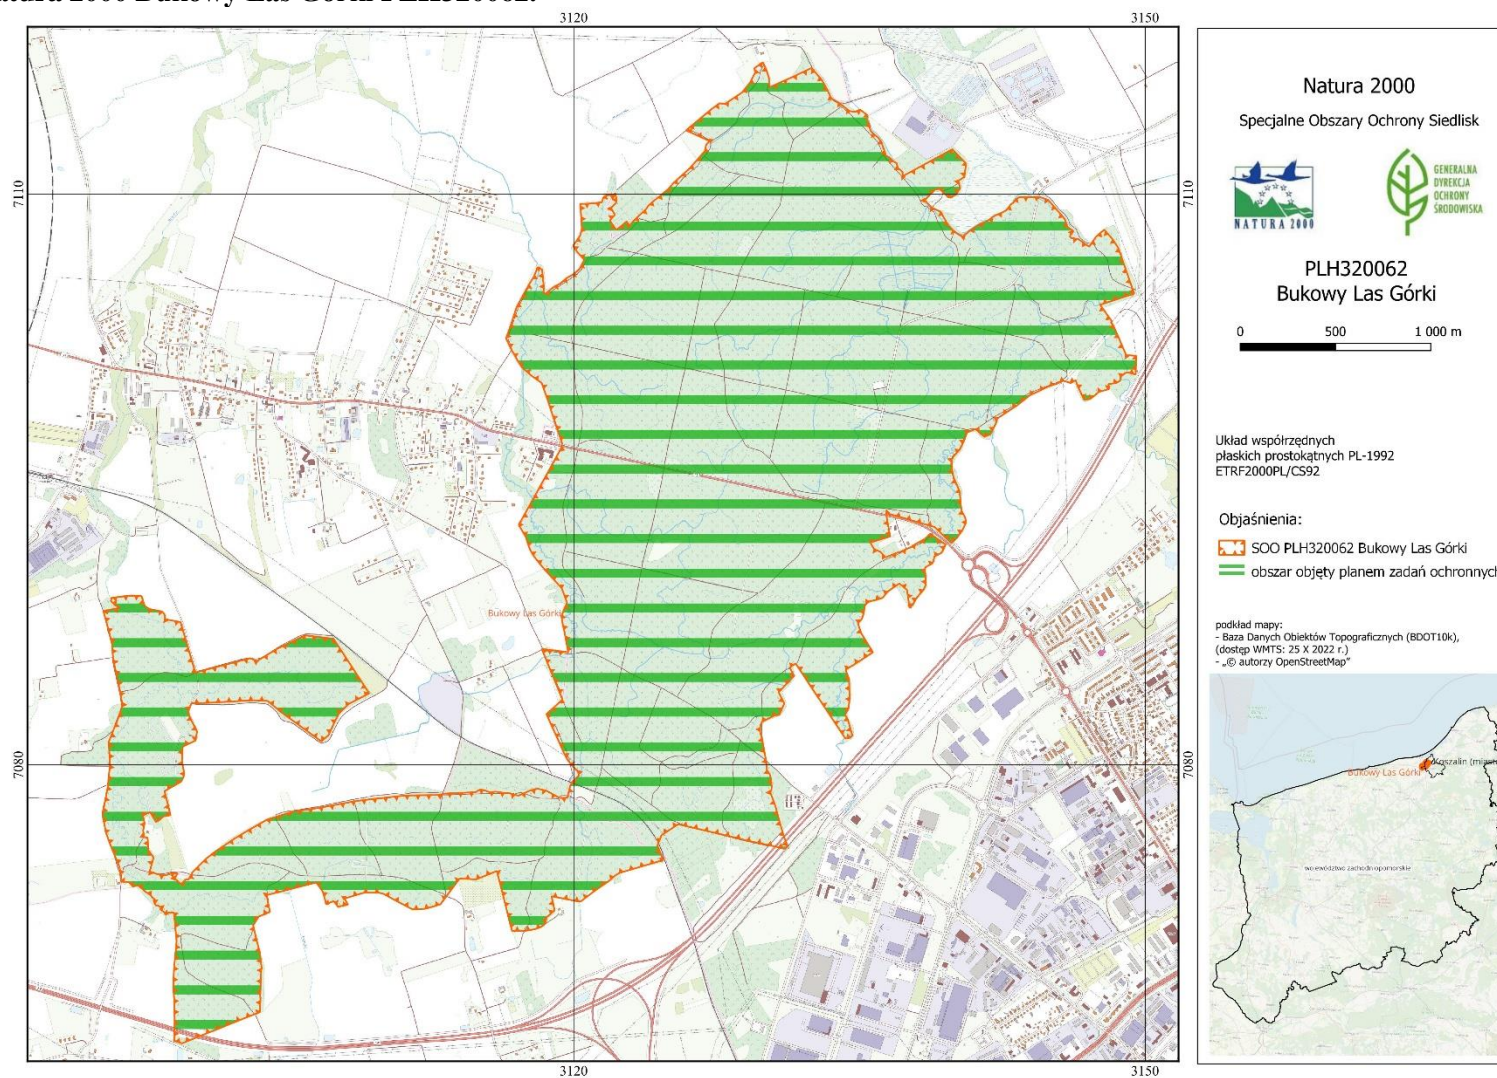 Natura 2000 Bukowy Las Górki PLH320062.
3120
3150
7110
7110
Bukowy Las Górki
7080
7080
3120
3150
Natura 2000
Specjalne Obszary Ochrony Siedlisk
NATURA 2000
GENERALNA
DYREKCJA
OCHRONY
ŚRODOWISKA
PLH320062
Bukowy Las Górki
0 500 1 000 m
Układ współrzędnych
płaskich prostokątnych PL-1992
ETRF2000PL/CS92
Objaśnienia:
SOO PLH320062 Bukowy Las Górki
obszar objęty planem zadań ochronnych
podkład mapy:
- Baza Danych Obiektów Topograficznych (BDOT10k),
(dostęp WMTS: 25 X 2022 r.)
- „© autorzy OpenStreetMap”
Koszalin (miasto
Bukowy Las Górki
województwo zachodniopomorskie